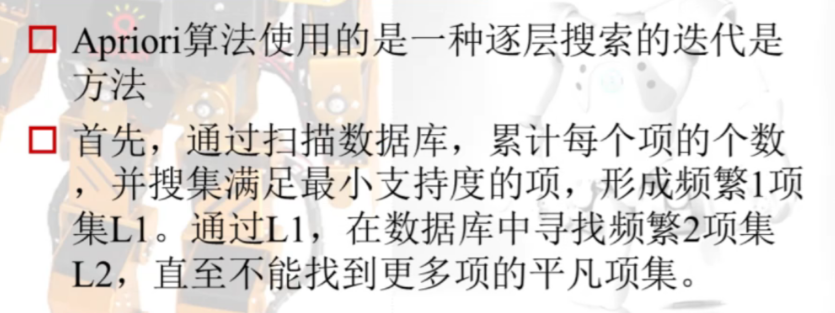 Apriori算法使用的是一种逐层搜索的迭代是
方法
首先，通过扫描数据库，累计每个项的个数
，并搜集满足最小支持度的项，形成频繁1项
集L1。通过L1，在数据库中寻找频繁2项集
L2，直至不能找到更多项的平凡项集。